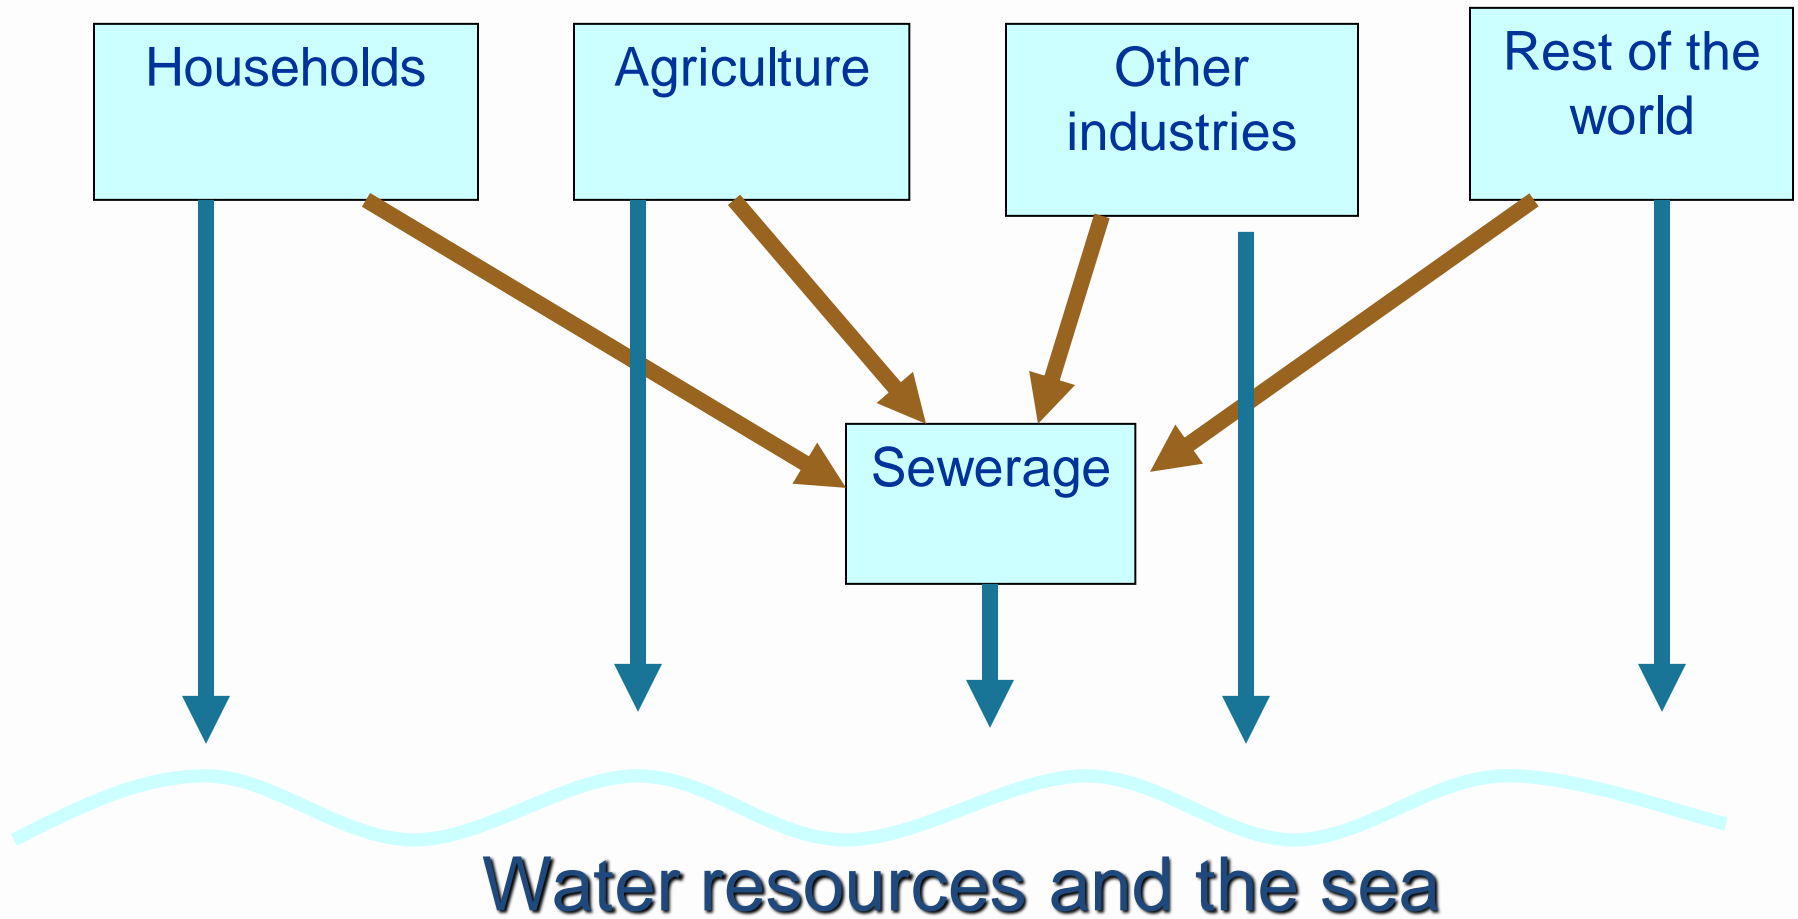 Households
Agriculture
Other
industries
Rest of the
world
Sewerage
Water resources and the sea